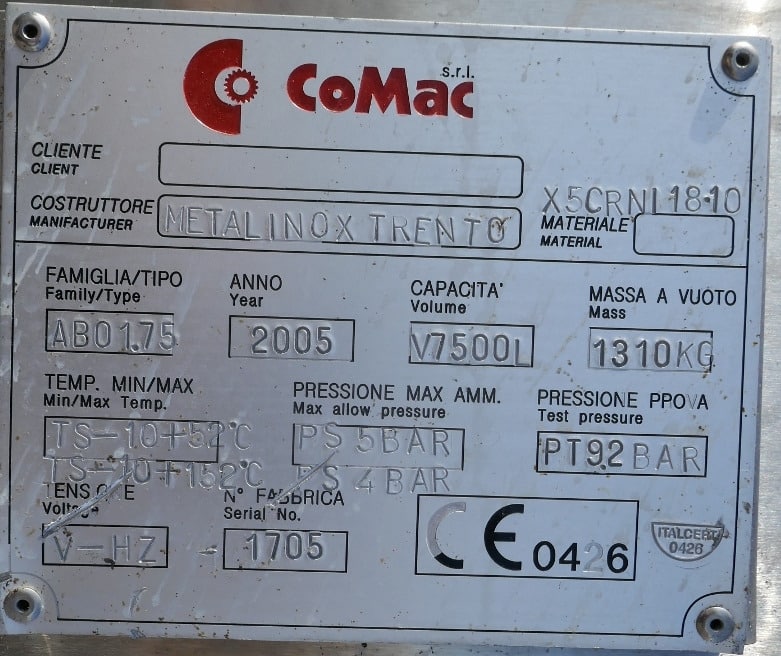 CoMac s.r.l.
CLIENTE
CLIENT
COSTRUTTORE
MANIFACTURER
METALINOX TRENTO
X5CRNI 18·10
MATERIALE
MATERIAL
FAMIGLIA/TIPO
Family/Type
AB01.75
ANNO
Year
2005
CAPACITA'
Volume
V7500L
MASSA A VUOTO
Mass
1310KG
TEMP. MIN/MAX
Min/Max Temp.
TS-10+52°C
TS-10+152°C
PRESSIONE MAX AMM.
Max allow pressure
PS 5BAR
PS 4BAR
PRESSIONE PPOVA
Test pressure
PT9.2BAR
TENSIONE
Voltage
V-HZ
N° FABBRICA
Serial No.
1705
CE 0426
ITALCERT
0426